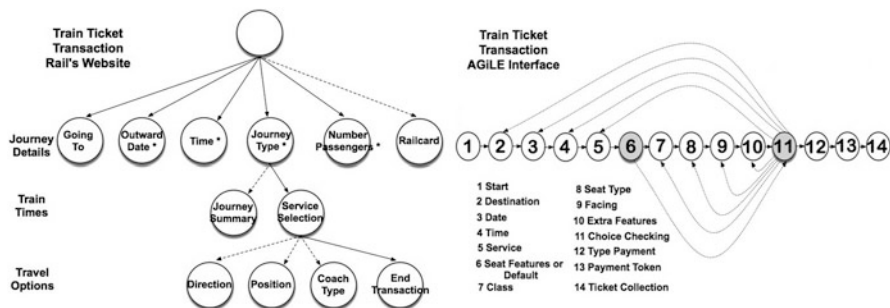 Train Ticket
Transaction
Rail's Website
Journey
Details
Going
To
Outward
Date *
Time *
Journey
Type *
Number
Passengers *
Railcard
Train
Times
Journey
Summary
Service
Selection
Travel
Options
Direction
Position
Coach
Type
End
Transaction
Train Ticket
Transaction
AGiLE Interface
1 2 3 4 5 6 7 8 9 10 11 12 13 14
1 Start
2 Destination
3 Date
4 Time
5 Service
6 Seat Features or
Default
7 Class
8 Seat Type
9 Facing
10 Extra Features
11 Choice Checking
12 Type Payment
13 Payment Token
14 Ticket Collection